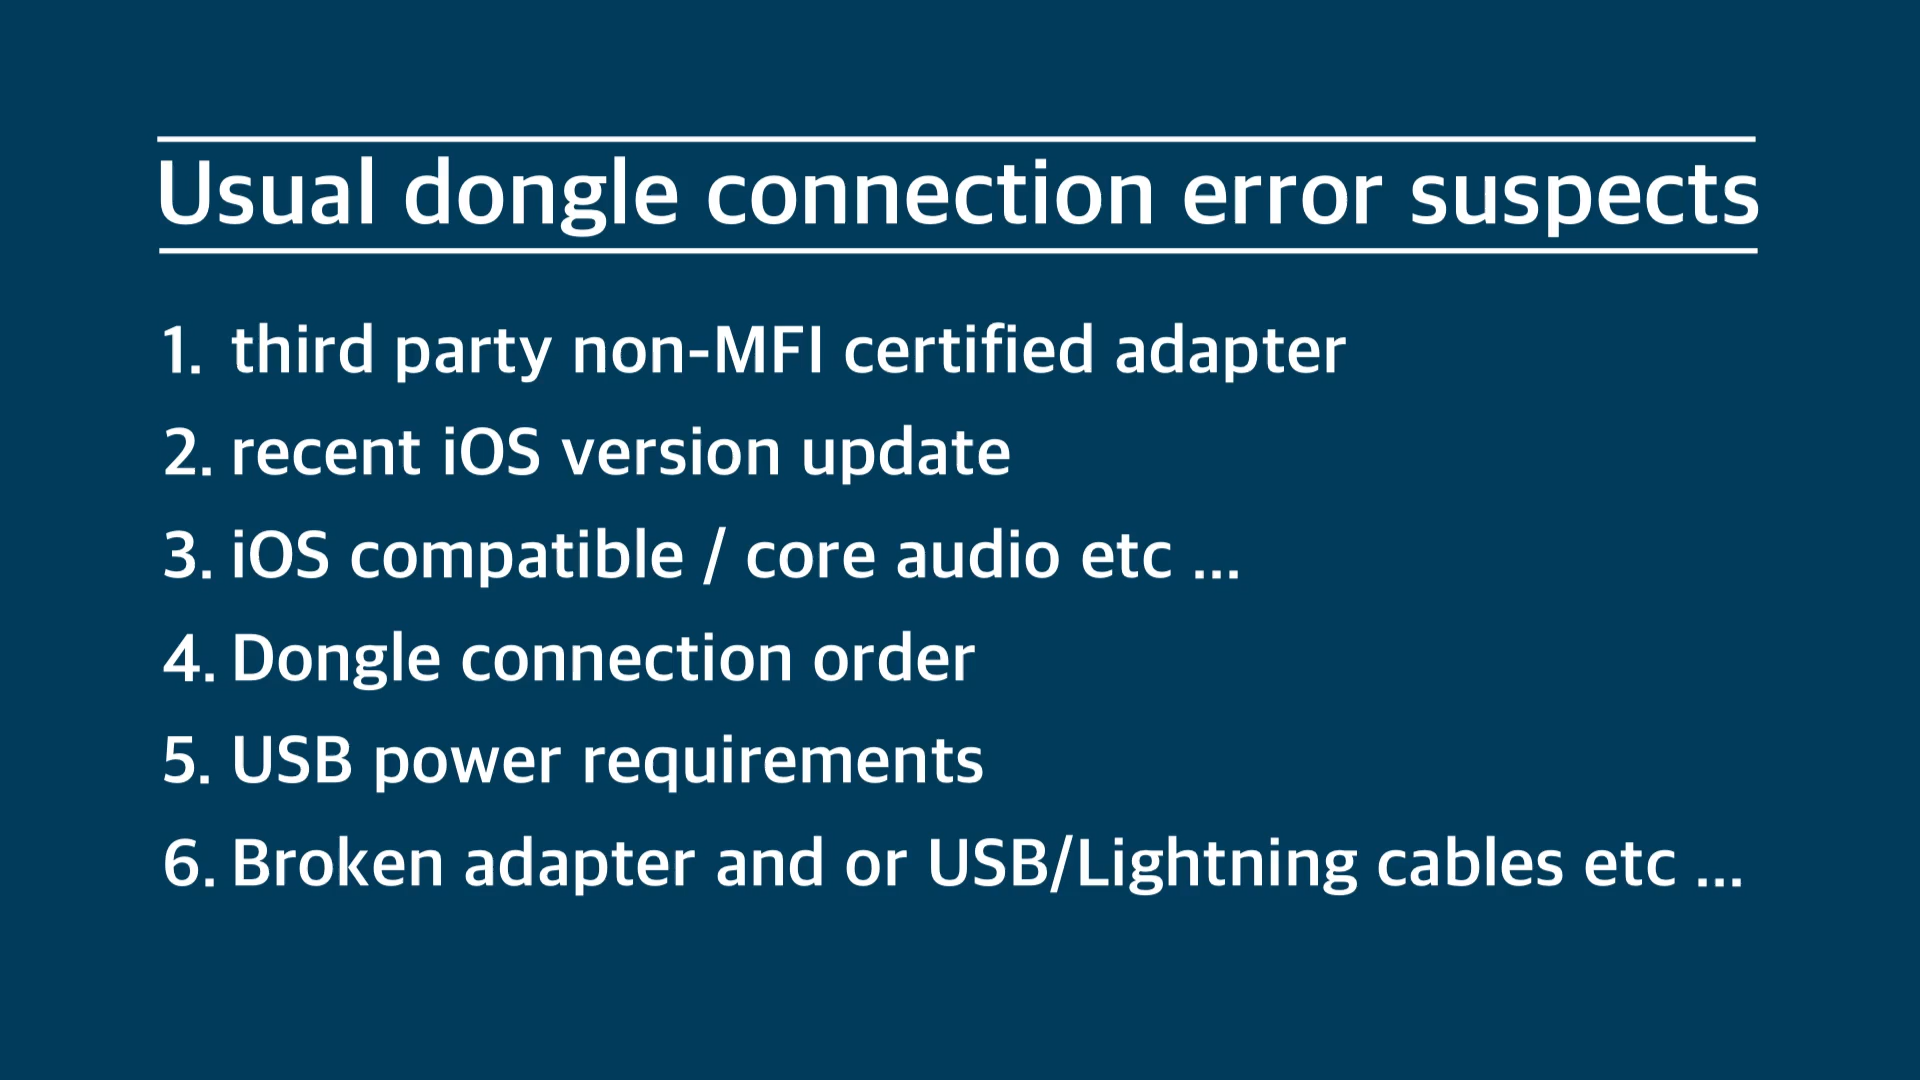 Usual dongle connection error suspects
1. third party non-MFI certified adapter
2. recent iOS version update
3. iOS compatible / core audio etc ...
4. Dongle connection order
5. USB power requirements
6. Broken adapter and or USB/Lightning cables etc ...